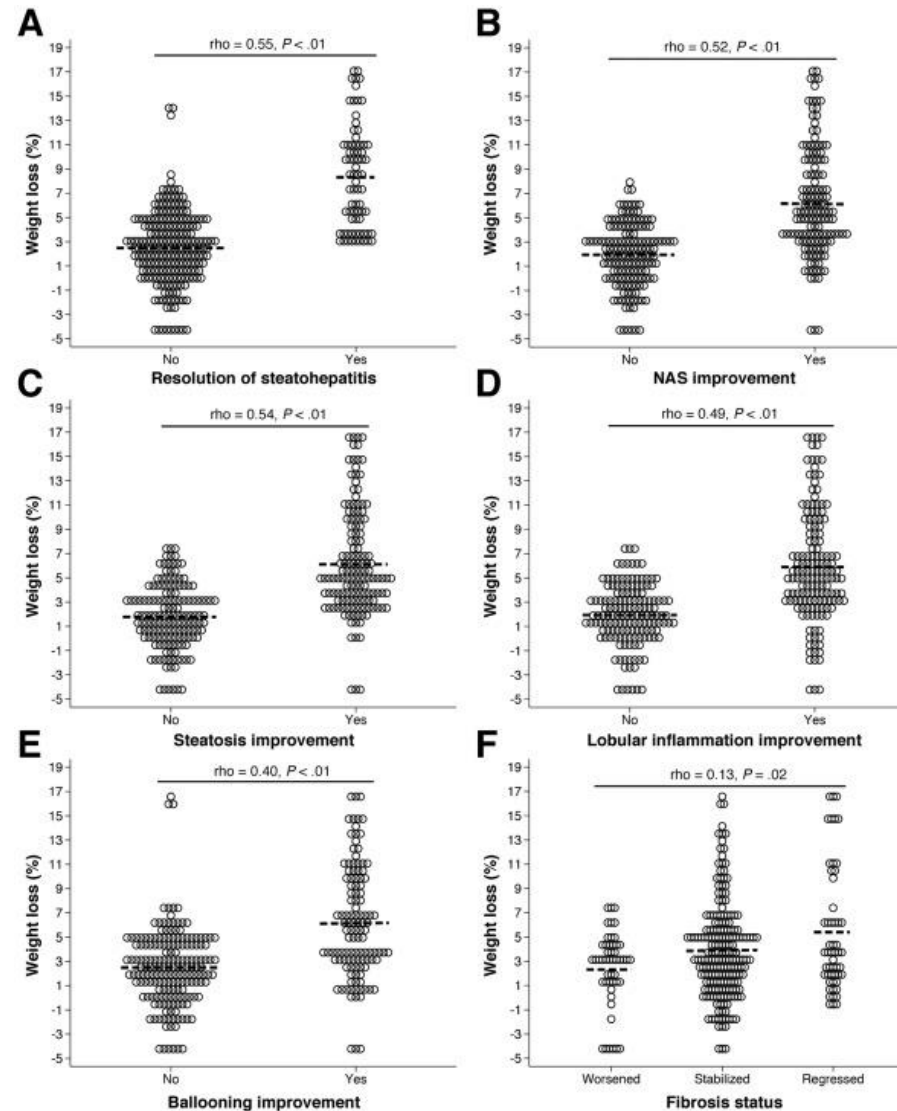 A
rho = 0.55, P < .01
Weight loss (%)
19
17
15
13
11
9
7
5
3
1
-1
-3
-5
No Yes
Resolution of steatohepatitis
B
rho = 0.52, P < .01
Weight loss (%)
19
17
15
13
11
9
7
5
3
1
-1
-3
-5
No Yes
NAS improvement
C
rho = 0.54, P < .01
Weight loss (%)
19
17
15
13
11
9
7
5
3
1
-1
-3
-5
No Yes
Steatosis improvement
D
rho = 0.49, P < .01
Weight loss (%)
19
17
15
13
11
9
7
5
3
1
-1
-3
-5
No Yes
Lobular inflammation improvement
E
rho = 0.40, P < .01
Weight loss (%)
19
17
15
13
11
9
7
5
3
1
-1
-3
-5
No Yes
Ballooning improvement
F
rho = 0.13, P = .02
Weight loss (%)
19
17
15
13
11
9
7
5
3
1
-1
-3
-5
Worsened Stabilized Regressed
Fibrosis status